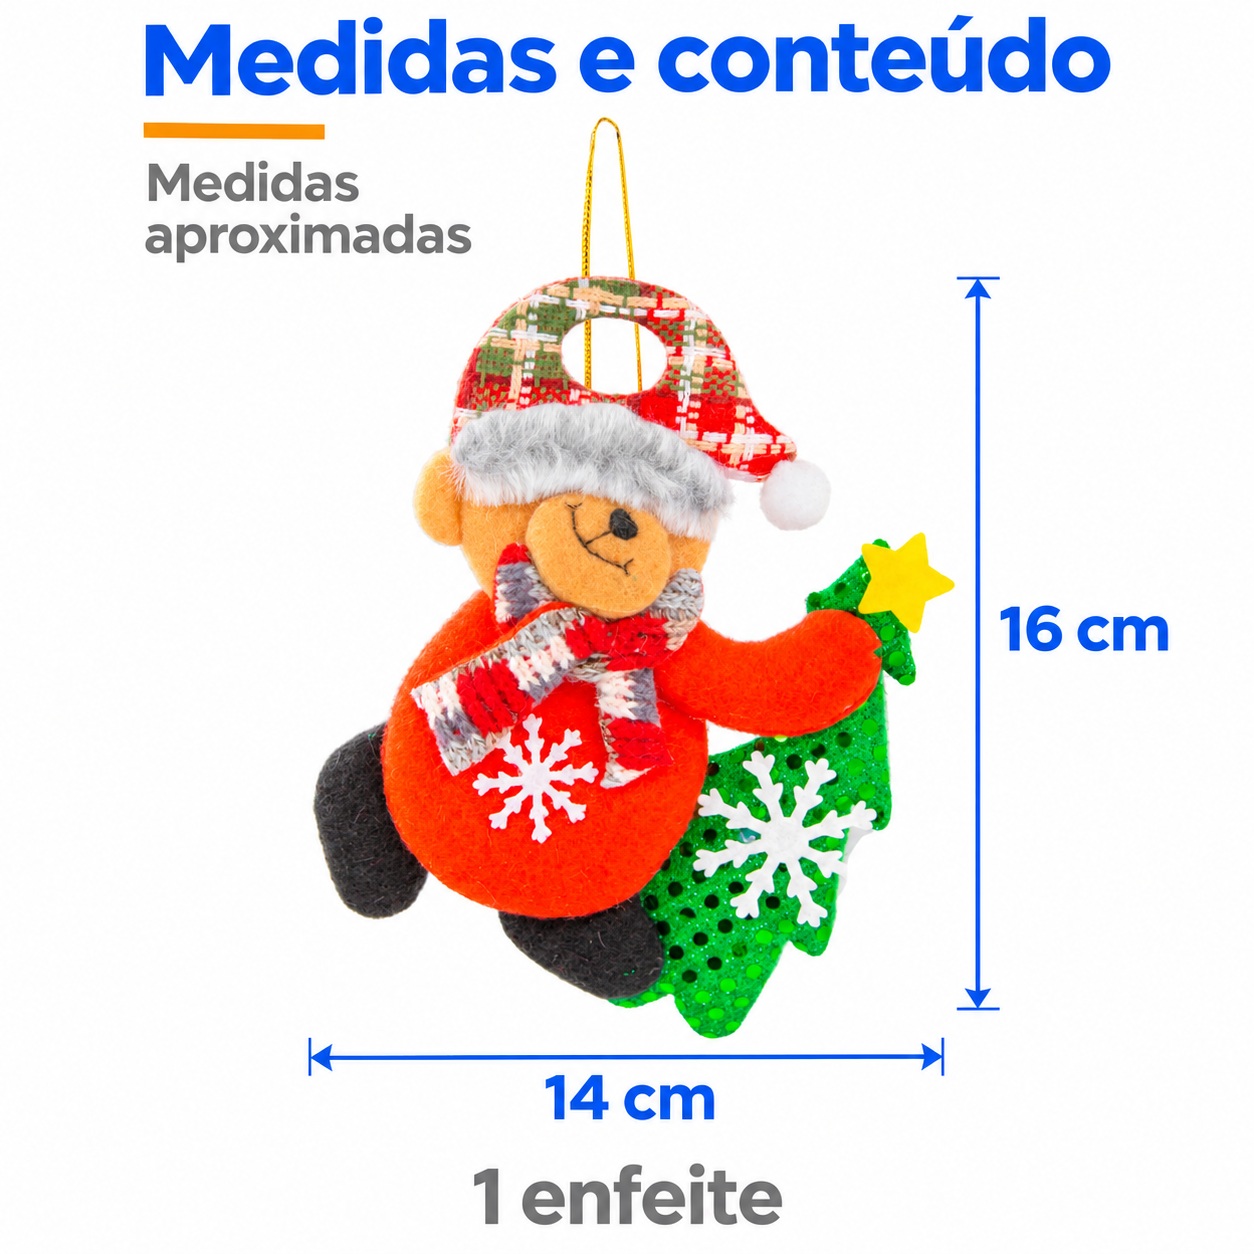 Medidas e conteúdo
Medidas
aproximadas
16 cm
14 cm
1 enfeite